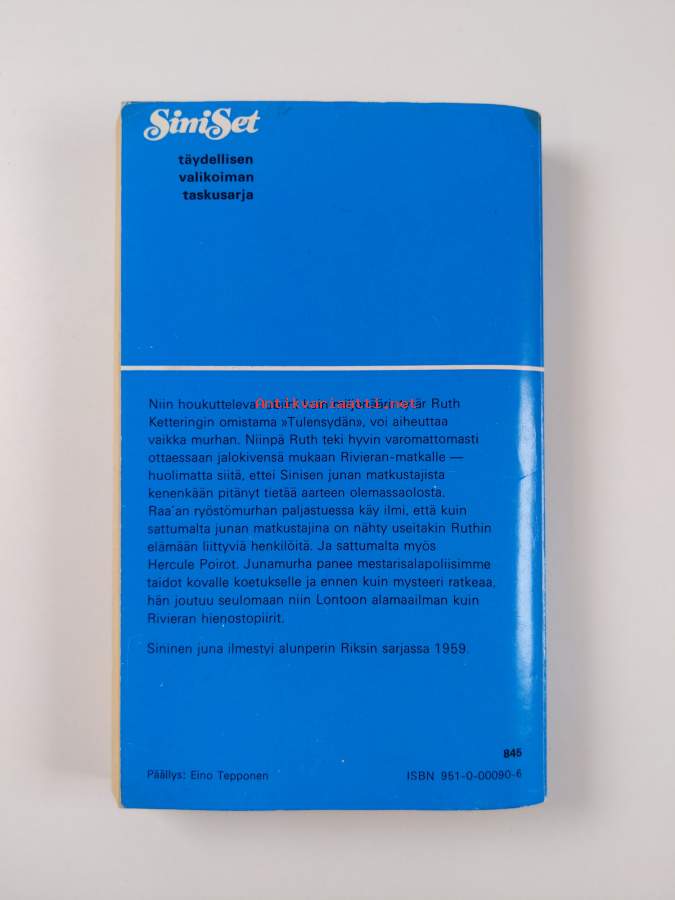 SiniSet
täydellisen
valikoiman
taskusarja
Antikvariaatti.net
Niin houkutteleva Ruth
Ketteringin omistama »Tulensydän», voi aiheuttaa
vaikka murhan. Niinpä Ruth teki hyvin varomattomasti
ottaessaan jalokivensä mukaan Rivieran-matkalle —
huolimatta siitä, ettei Sinisen junan matkustajista
kenenkään pitänyt tietää aarteen olemassaolosta.
Raa'an ryöstömurhan paljastuessa käy ilmi, että kuin
sattumalta junan matkustajina on nähty useitakin Ruthin
elämään liittyviä henkilöitä. Ja sattumalta myös
Hercule Poirot. Junamurha panee mestarisalapoliisimme
taidot kovalle koetukselle ja ennen kuin mysteeri ratkeaa,
hän joutuu seulomaan niin Lontoon alamaailman kuin
Rivieran hienostopiirit.
Sininen juna ilmestyi alunperin Riksin sarjassa 1959.
845
Päällys: Eino Tepponen ISBN 951-0-00090-6